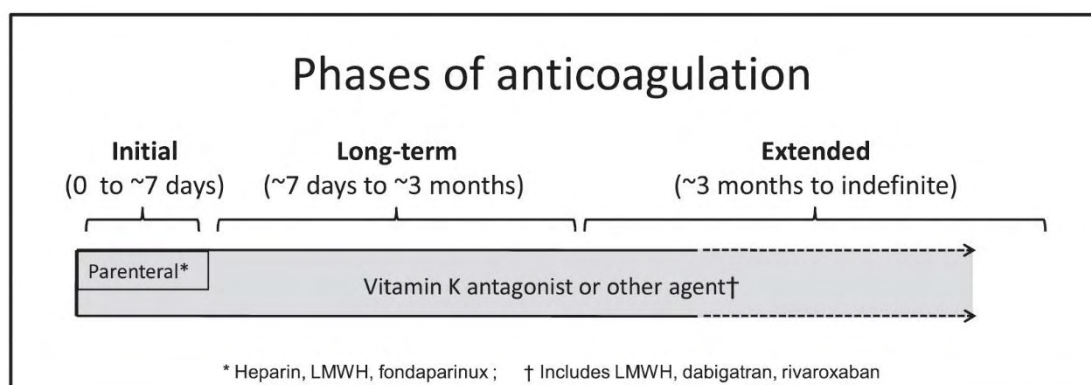 Phases of anticoagulation
Initial
(0 to ~7 days)
Long-term
(~7 days to ~3 months)
Extended
(~3 months to indefinite)
Parenteral*
Vitamin K antagonist or other agent†
* Heparin, LMWH, fondaparinux ; † Includes LMWH, dabigatran, rivaroxaban